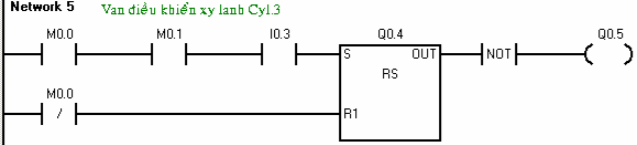 Network 5 Van điều khiển xy lanh Cyl.3
M0.0 M0.1 I0.3 Q0.4 Q0.5
S OUT NOT
RS
M0.0
/ R1